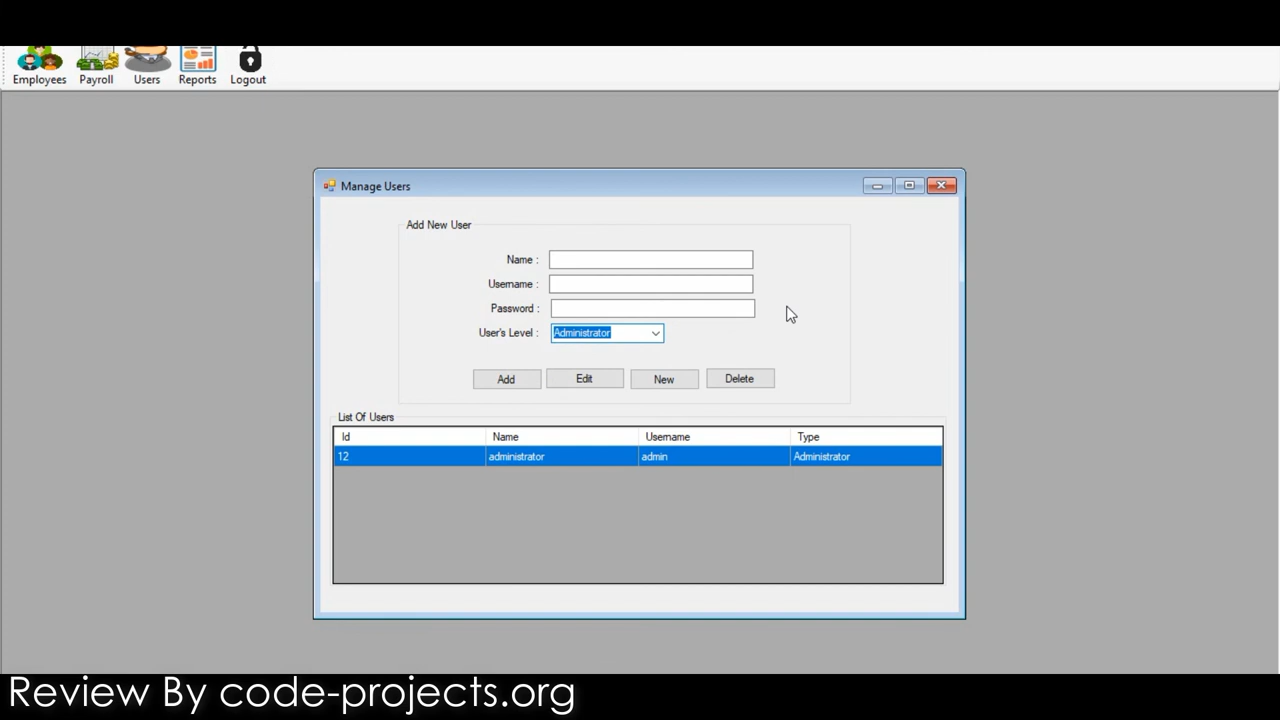 Employees Payroll Users Reports Logout
Manage Users
Add New User
Name :
Username :
Password :
User's Level : Administrator
Add Edit New Delete
List Of Users
Id Name Username Type
12 administrator admin Administrator
Review By code-projects.org